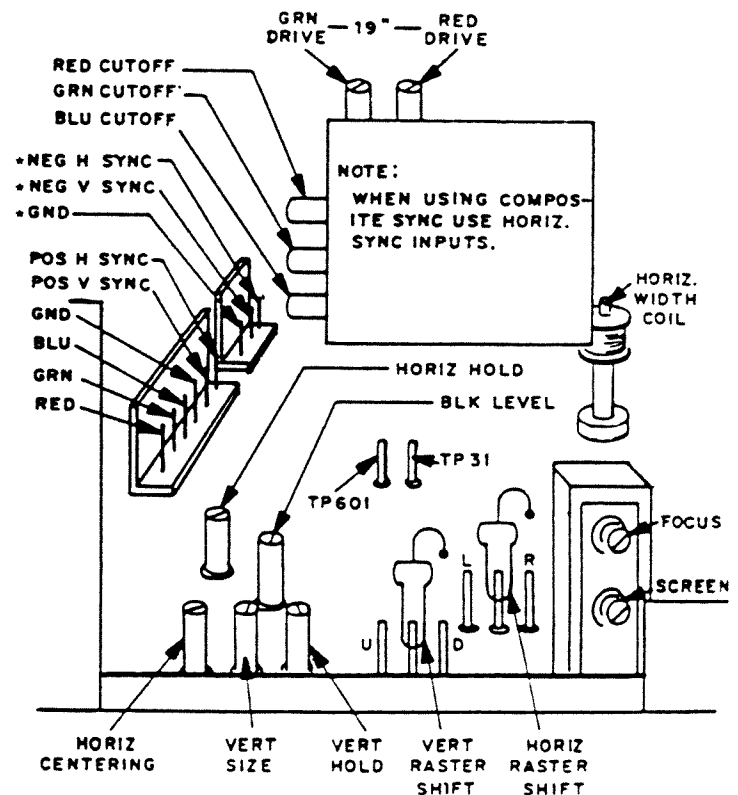 GRN DRIVE
— 19" —
RED DRIVE
RED CUTOFF
GRN CUTOFF
BLU CUTOFF
*NEG H SYNC
*NEG V SYNC
*GND
POS H SYNC
POS V SYNC
GND
BLU
GRN
RED
NOTE:
WHEN USING COMPOS-
ITE SYNC USE HORIZ.
SYNC INPUTS.
HORIZ.
WIDTH
COIL
HORIZ HOLD
BLK LEVEL
TP601
TP31
FOCUS
SCREEN
L
R
U
D
HORIZ
CENTERING
VERT
SIZE
VERT
HOLD
VERT
RASTER
SHIFT
HORIZ
RASTER
SHIFT